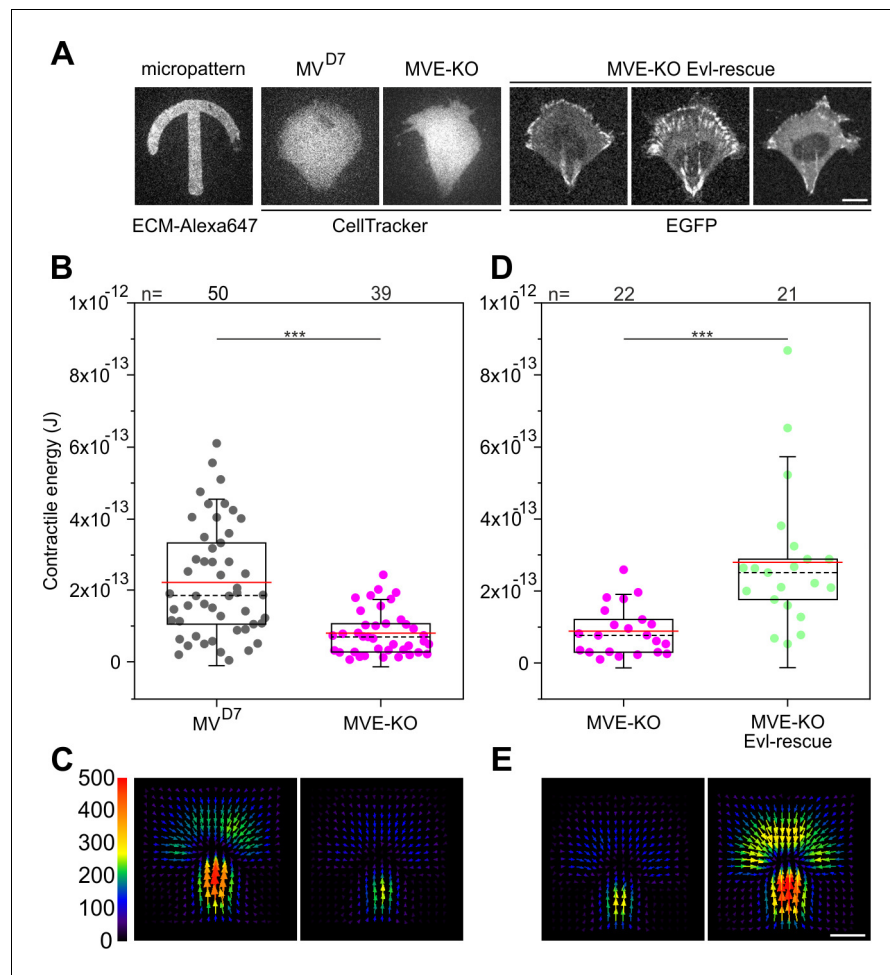 A
micropattern
MV^D7
MVE-KO
MVE-KO Evl-rescue
ECM-Alexa647
CellTracker
EGFP
B
n= 50 39
1x10^-12
8x10^-13
6x10^-13
4x10^-13
2x10^-13
0
Contractile energy (J)
***
MV^D7
MVE-KO
D
n= 22 21
1x10^-12
8x10^-13
6x10^-13
4x10^-13
2x10^-13
0
***
MVE-KO
MVE-KO
Evl-rescue
C
500
400
300
200
100
0
E